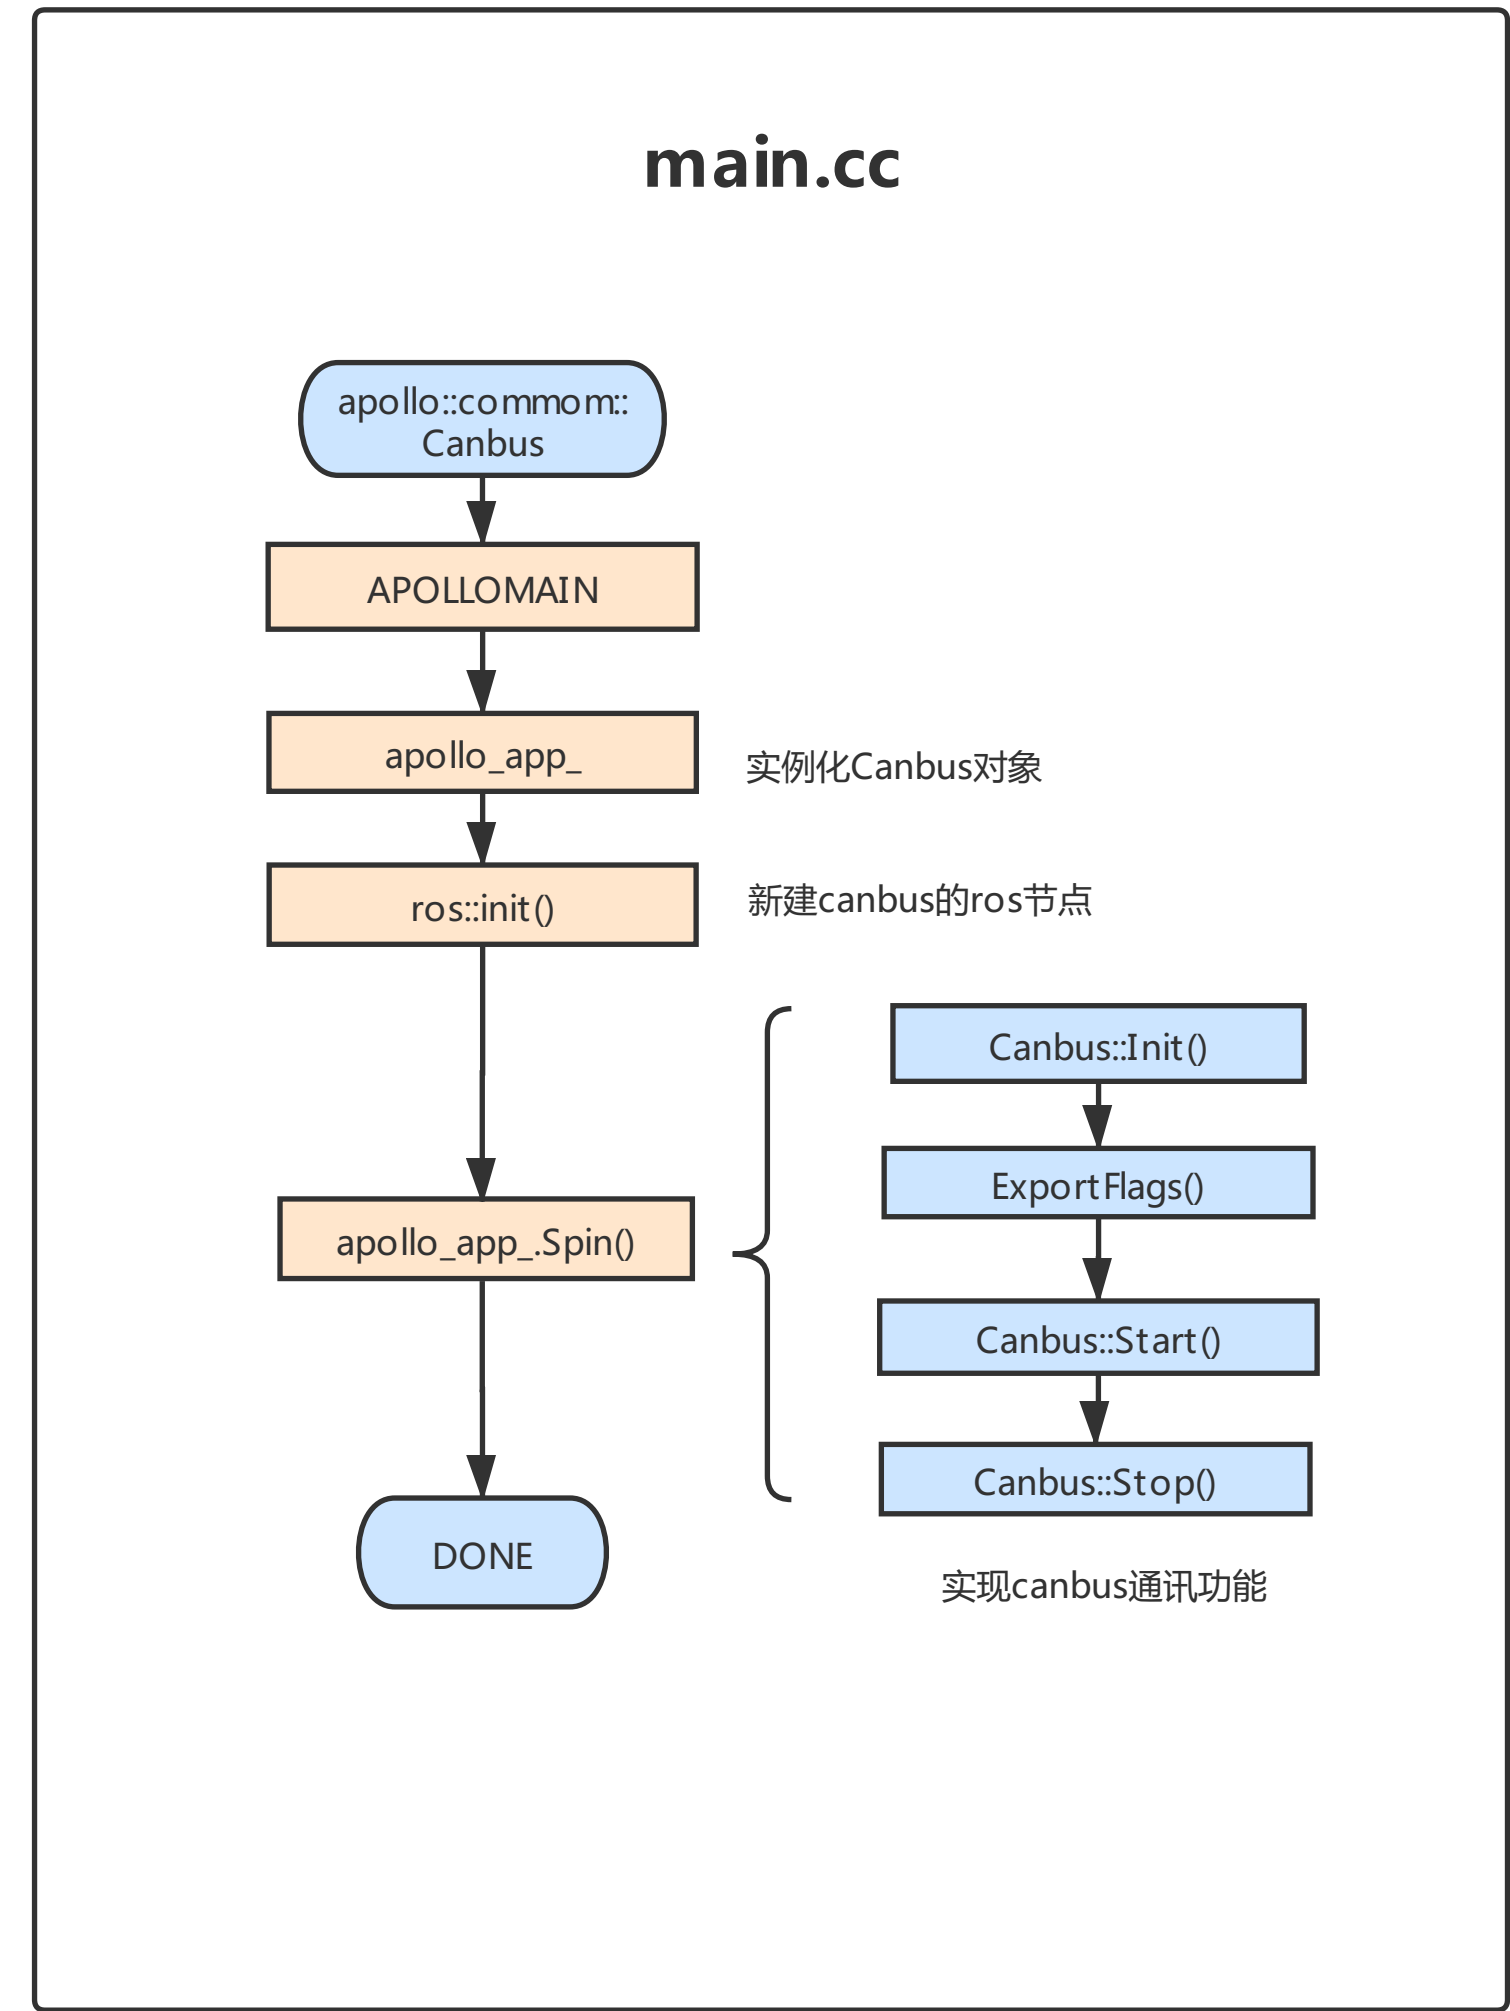 main.cc
apollo::commom::
Canbus
APOLLOMAIN
apollo_app_
实例化Canbus对象
ros::init()
新建canbus的ros节点
apollo_app_.Spin()
Canbus::Init()
ExportFlags()
Canbus::Start()
Canbus::Stop()
实现canbus通讯功能
DONE